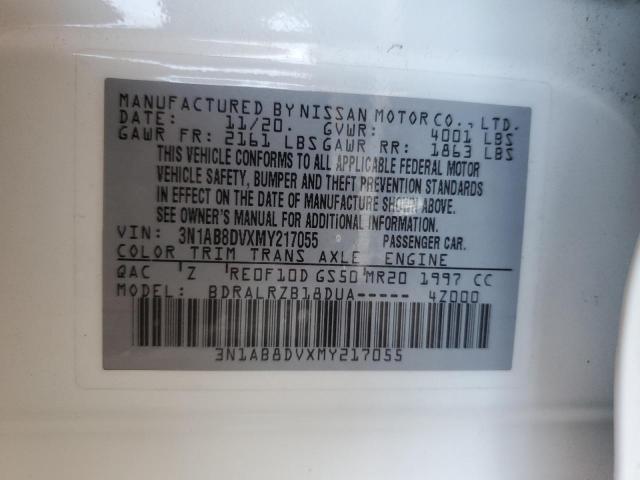 MANUFACTURED BY NISSAN MOTOR CO., LTD.
DATE: 11/20. GVWR: 4001 LBS
GAWR FR: 2161 LBS GAWR RR: 1863 LBS
THIS VEHICLE CONFORMS TO ALL APPLICABLE FEDERAL MOTOR
VEHICLE SAFETY, BUMPER AND THEFT PREVENTION STANDARDS
IN EFFECT ON THE DATE OF MANUFACTURE SHOWN ABOVE.
SEE OWNER'S MANUAL FOR ADDITIONAL INFORMATION.
VIN: 3N1AB8DVXMY217055 PASSENGER CAR.
COLOR TRIM TRANS AXLE ENGINE
QAC Z RE0F10D GS50 MR20 1997 CC
MODEL: BDRALRZB18DUA----- 4Z000
3N1AB8DVXMY217055